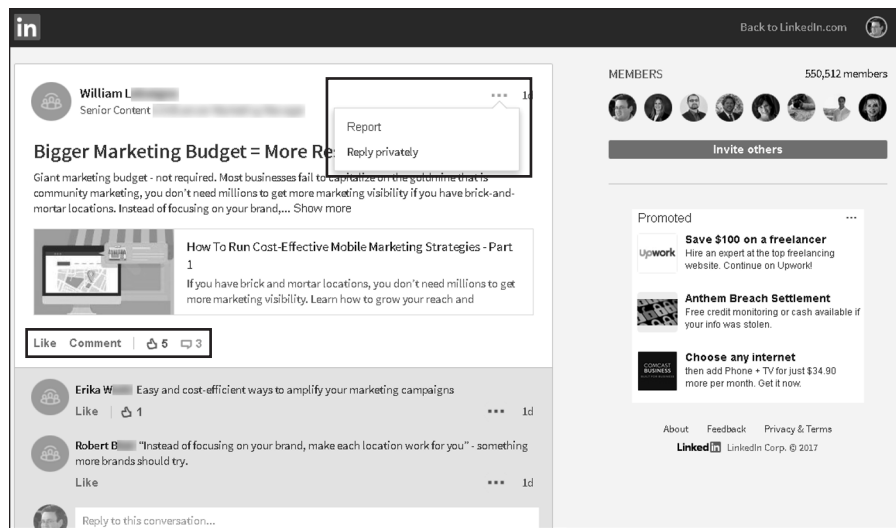 in
Back to LinkedIn.com
William L
1d
Senior Content
Report
Reply privately
Bigger Marketing Budget = More Re
Giant marketing budget - not required. Most businesses fail to capitalize on the goldmine that is
community marketing, you don't need millions to get more marketing visibility if you have brick-and-
mortar locations. Instead of focusing on your brand,... Show more
How To Run Cost-Effective Mobile Marketing Strategies - Part
1
If you have brick and mortar locations, you don't need millions to get
more marketing visibility. Learn how to grow your reach and
Like Comment 5 3
Erika W Easy and cost-efficient ways to amplify your marketing campaigns
Like 1 1d
Robert B "Instead of focusing on your brand, make each location work for you" - something
more brands should try.
Like 1d
Reply to this conversation...
MEMBERS 550,512 members
Invite others
Promoted
Upwork
Save $100 on a freelancer
Hire an expert at the top freelancing
website. Continue on Upwork!
Anthem Breach Settlement
Free credit monitoring or cash available if
your info was stolen.
COMCAST
BUSINESS
Choose any internet
then add Phone + TV for just $34.90
more per month. Get it now.
About Feedback Privacy & Terms
Linked in LinkedIn Corp. © 2017